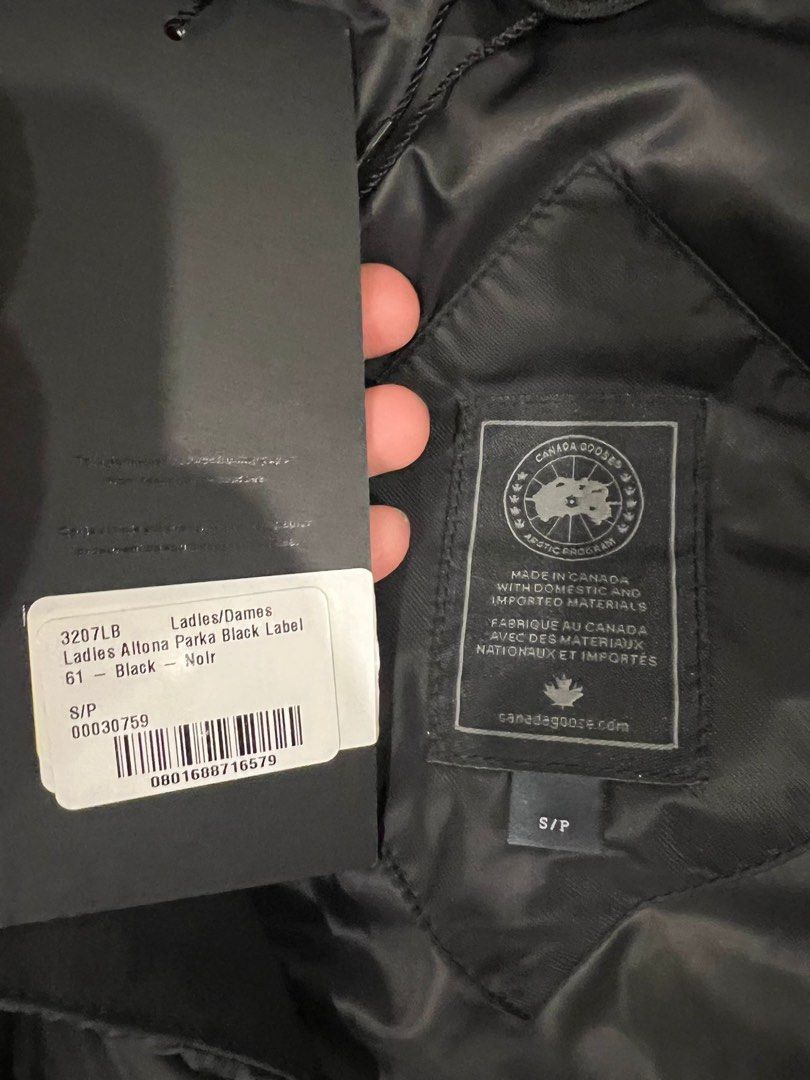 3207LB Ladies/Dames
Ladies Altona Parka Black Label
61 – Black – Noir
S/P
00030759
0801688716579
CANADA GOOSE®
ARCTIC PROGRAM
MADE IN CANADA
WITH DOMESTIC AND
IMPORTED MATERIALS
FABRIQUÉ AU CANADA
AVEC DES MATERIAUX
NATIONAUX ET IMPORTÉS
canadagoose.com
S/P